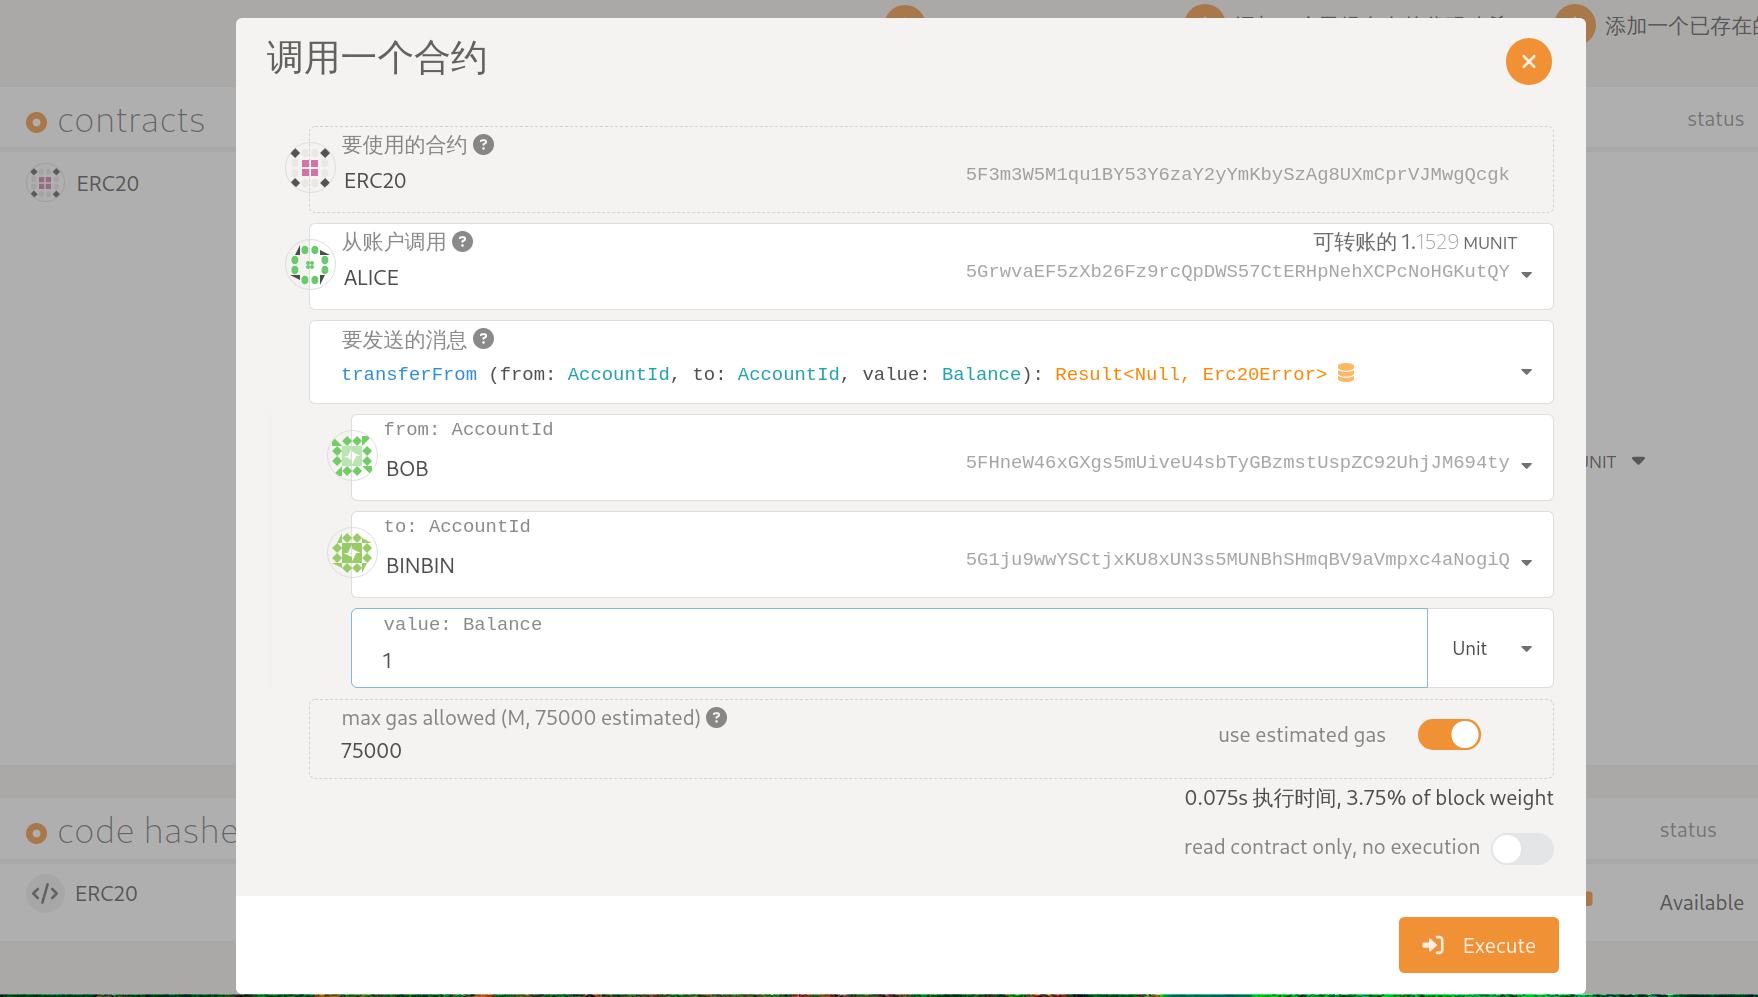 添加一个已存在的
调用一个合约
contracts
status
ERC20
要使用的合约 ?
ERC20
5F3m3W5M1qu1BY53Y6zaY2yYmKbySzAg8UXmCprVJMwgQcgk
从账户调用 ?
可转账的 1.1529 MUNIT
ALICE
5GrwvaEF5zXb26Fz9rcQpDWS57CtERHpNehXCPcNoHGKutQY
要发送的消息 ?
transferFrom (from: AccountId, to: AccountId, value: Balance): Result<Null, Erc20Error>
from: AccountId
BOB
5FHneW46xGXgs5mUiveU4sbTyGBzmstUspZC92UhjJM694ty
UNIT
to: AccountId
BINBIN
5G1ju9wwYSCtjxKU8xUN3s5MUNBhSHmqBV9aVmpxc4aNogiQ
value: Balance
1
Unit
max gas allowed (M, 75000 estimated) ?
75000
use estimated gas
0.075s 执行时间, 3.75% of block weight
code hashe
status
read contract only, no execution
ERC20
Available
Execute